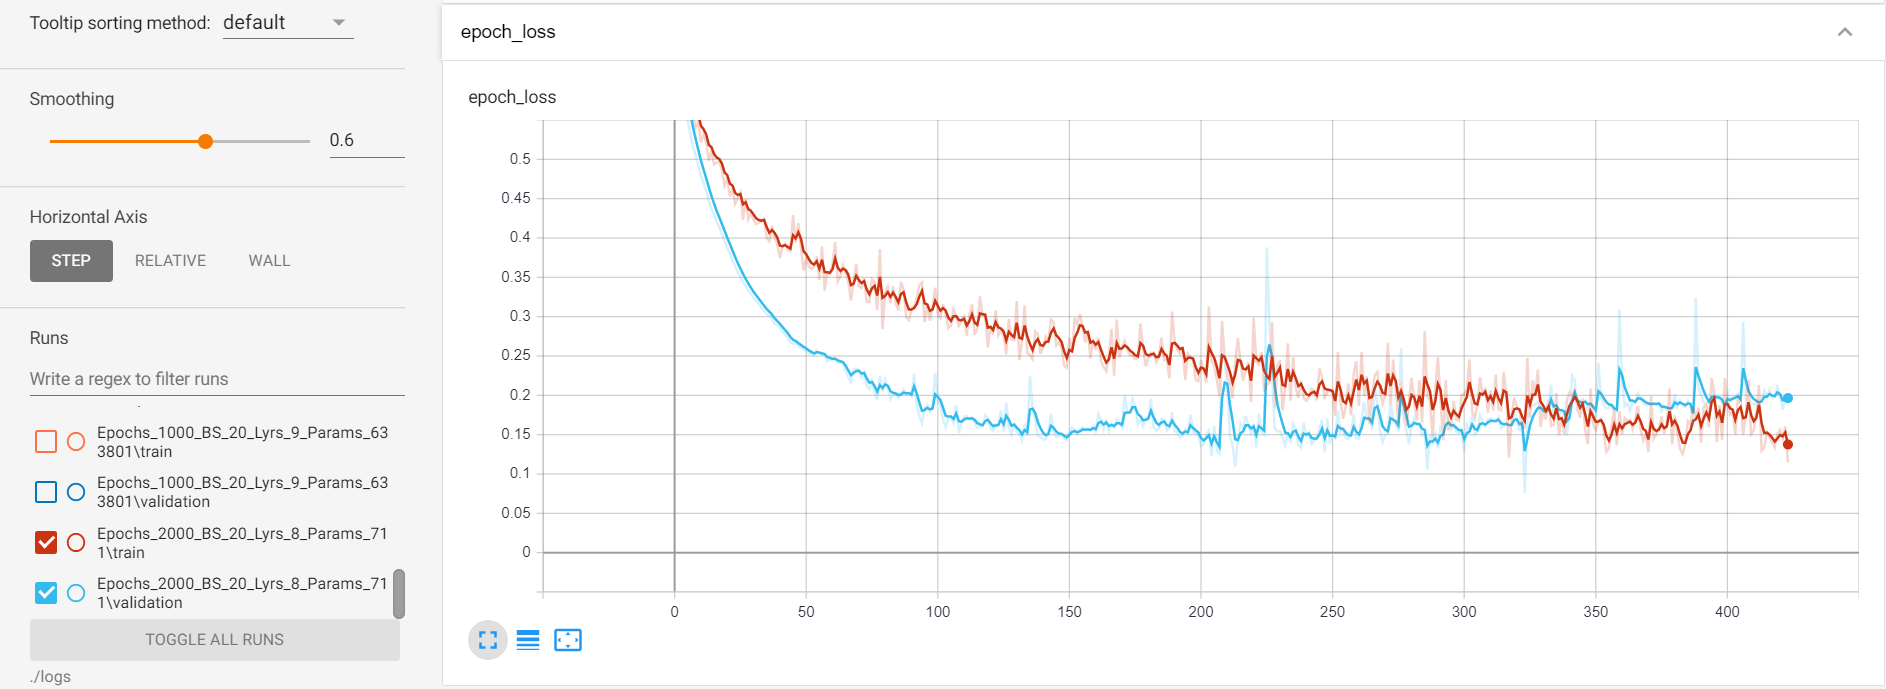 Tooltip sorting method: default
Smoothing
0.6
Horizontal Axis
STEP RELATIVE WALL
Runs
Write a regex to filter runs
Epochs_1000_BS_20_Lyrs_9_Params_63
3801\train
Epochs_1000_BS_20_Lyrs_9_Params_63
3801\validation
Epochs_2000_BS_20_Lyrs_8_Params_71
1\train
Epochs_2000_BS_20_Lyrs_8_Params_71
1\validation
TOGGLE ALL RUNS
./logs
epoch_loss
epoch_loss
0.5
0.45
0.4
0.35
0.3
0.25
0.2
0.15
0.1
0.05
0
0 50 100 150 200 250 300 350 400